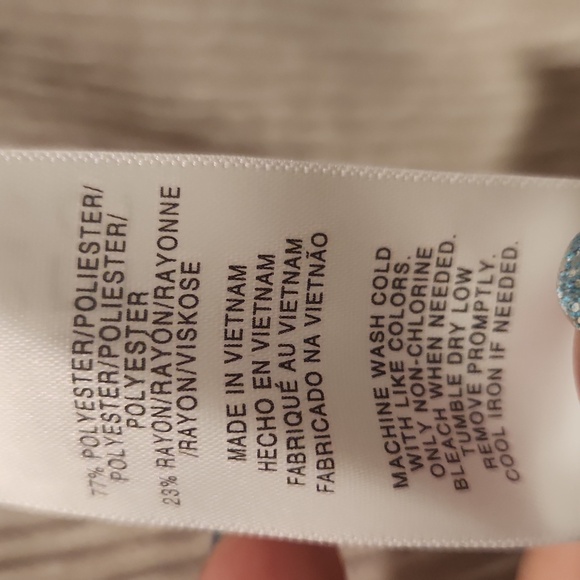 77% POLYESTER/POLIESTER/
POLYESTER/POLIESTER/
POLYESTER
23% RAYON/RAYON/RAYONNE
/RAYON/VISKOSE
MADE IN VIETNAM
HECHO EN VIETNAM
FABRIQUÉ AU VIETNAM
FABRICADO NA VIETNÃO
MACHINE WASH COLD
WITH LIKE COLORS.
ONLY NON-CHLORINE
BLEACH WHEN NEEDED.
TUMBLE DRY LOW
REMOVE PROMPTLY.
COOL IRON IF NEEDED.